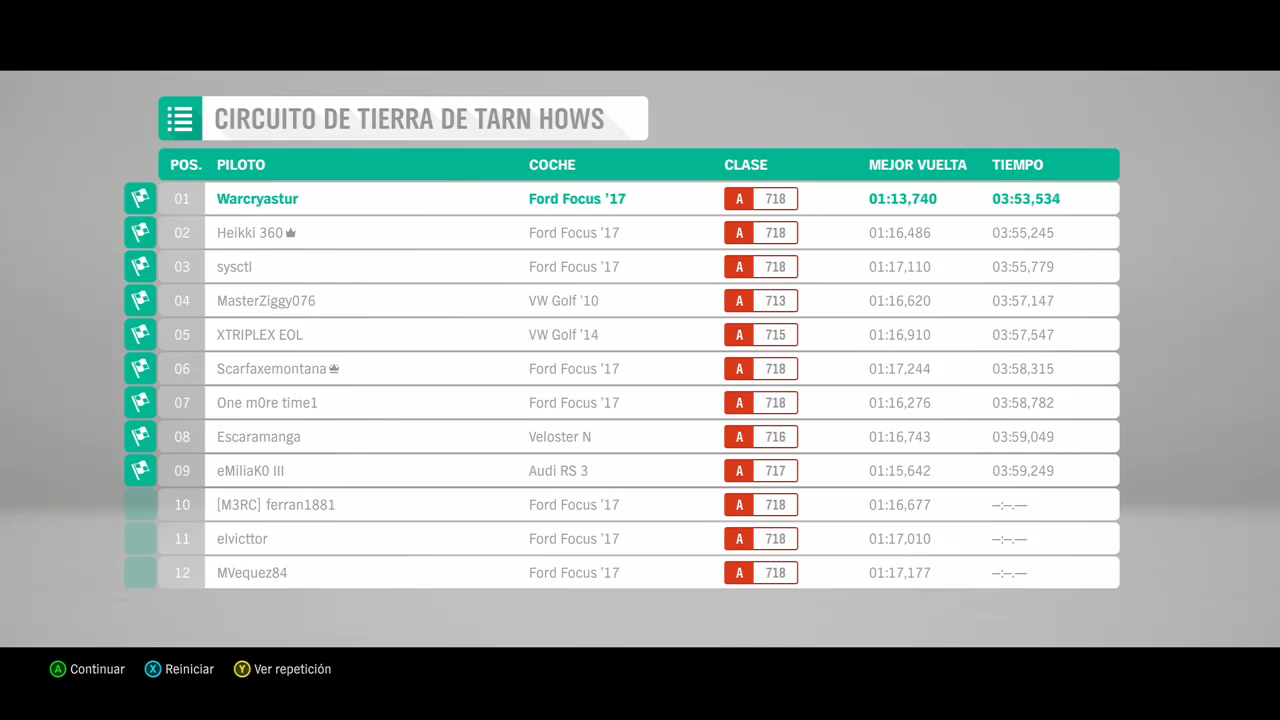 CIRCUITO DE TIERRA DE TARN HOWS
POS. PILOTO COCHE CLASE MEJOR VUELTA TIEMPO
01 Warcryastur Ford Focus '17 A 718 01:13,740 03:53,534
02 Heikki 360 Ford Focus '17 A 718 01:16,486 03:55,245
03 sysctl Ford Focus '17 A 718 01:17,110 03:55,779
04 MasterZiggy076 VW Golf '10 A 713 01:16,620 03:57,147
05 XTRIPLEX EOL VW Golf '14 A 715 01:16,910 03:57,547
06 Scarfaxemontana Ford Focus '17 A 718 01:17,244 03:58,315
07 One m0re time1 Ford Focus '17 A 718 01:16,276 03:58,782
08 Escaramanga Veloster N A 716 01:16,743 03:59,049
09 eMiliaK0 III Audi RS 3 A 717 01:15,642 03:59,249
10 [M3RC] ferran1881 Ford Focus '17 A 718 01:16,677 –:–.–
11 elvicttor Ford Focus '17 A 718 01:17,010 –:–.–
12 MVequez84 Ford Focus '17 A 718 01:17,177 –:–.–
A Continuar X Reiniciar Y Ver repetición